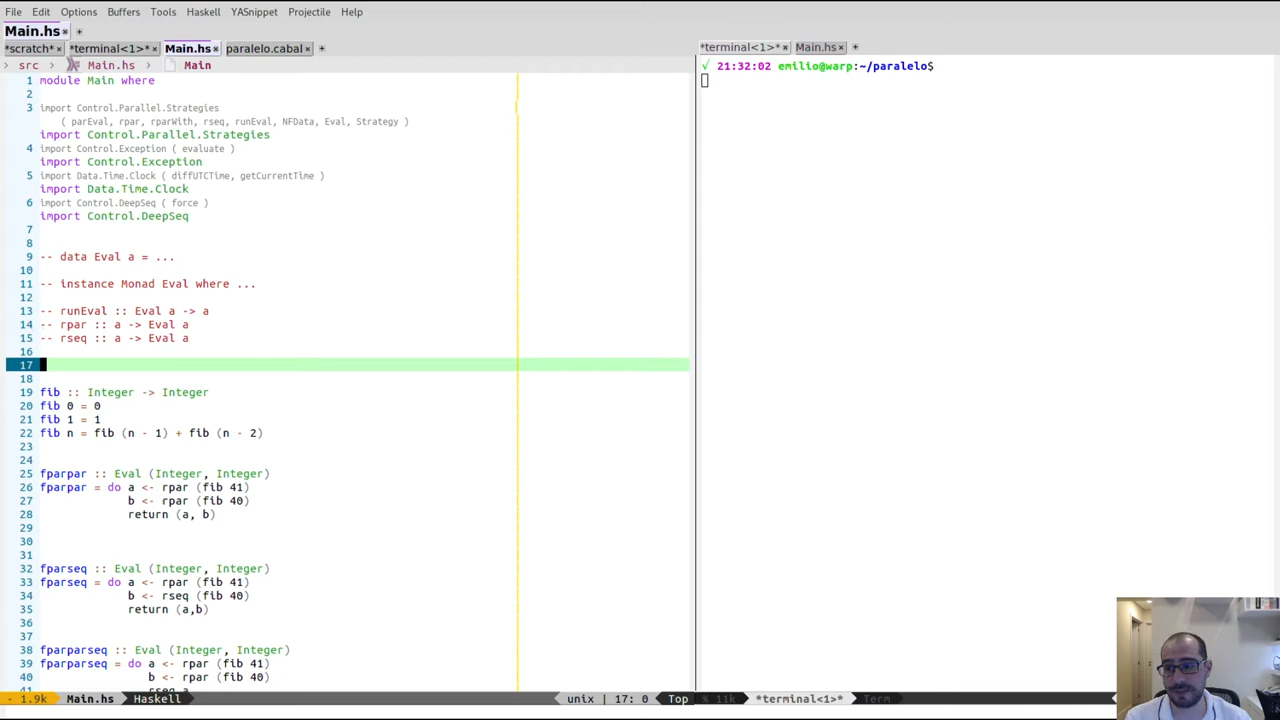 File Edit Options Buffers Tools Haskell YASnippet Projectile Help
Main.hs × +
*scratch* × *terminal<1>* × Main.hs × paralelo.cabal × +
› src › Main.hs › Main
1 module Main where
2
3 import Control.Parallel.Strategies
( parEval, rpar, rparWith, rseq, runEval, NFData, Eval, Strategy )
import Control.Parallel.Strategies
4 import Control.Exception ( evaluate )
import Control.Exception
5 import Data.Time.Clock ( diffUTCTime, getCurrentTime )
import Data.Time.Clock
6 import Control.DeepSeq ( force )
import Control.DeepSeq
7
8
9 -- data Eval a = ...
10
11 -- instance Monad Eval where ...
12
13 -- runEval :: Eval a -> a
14 -- rpar :: a -> Eval a
15 -- rseq :: a -> Eval a
16
17
18
19 fib :: Integer -> Integer
20 fib 0 = 0
21 fib 1 = 1
22 fib n = fib (n - 1) + fib (n - 2)
23
24
25 fparpar :: Eval (Integer, Integer)
26 fparpar = do a <- rpar (fib 41)
27 b <- rpar (fib 40)
28 return (a, b)
29
30
31
32 fparseq :: Eval (Integer, Integer)
33 fparseq = do a <- rpar (fib 41)
34 b <- rseq (fib 40)
35 return (a,b)
36
37
38 fparparseq :: Eval (Integer, Integer)
39 fparparseq = do a <- rpar (fib 41)
40 b <- rpar (fib 40)
41 rseq a
- 1.9k Main.hs Haskell unix | 17: 0 Top
*terminal<1>* × Main.hs × +
√ 21:32:02 emilio@warp:~/paralelo$
% 11k *terminal<1>* Term